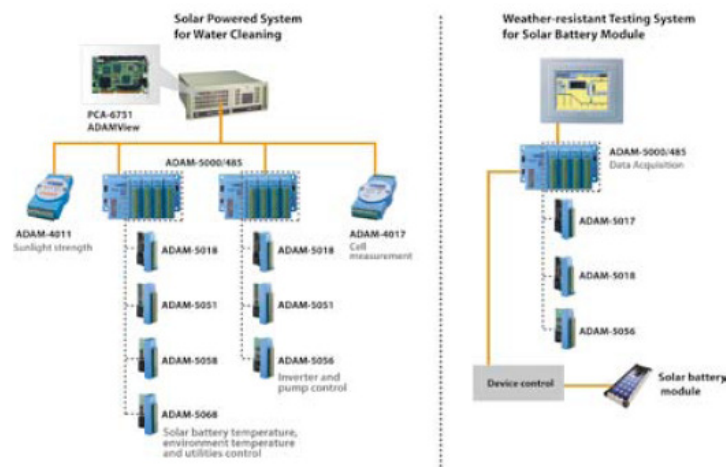 Solar Powered System
for Water Cleaning
PCA-6751
ADAMView
ADAM-5000/485
ADAM-4011
Sunlight strength
ADAM-4017
Cell
measurement
ADAM-5018
ADAM-5051
ADAM-5058
ADAM-5068
Solar battery temperature,
environment temperature
and utilities control
ADAM-5018
ADAM-5051
ADAM-5056
Inverter and
pump control
Weather-resistant Testing System
for Solar Battery Module
ADAM-5000/485
Data Acquisition
ADAM-5017
ADAM-5018
ADAM-5056
Device control
Solar battery
module